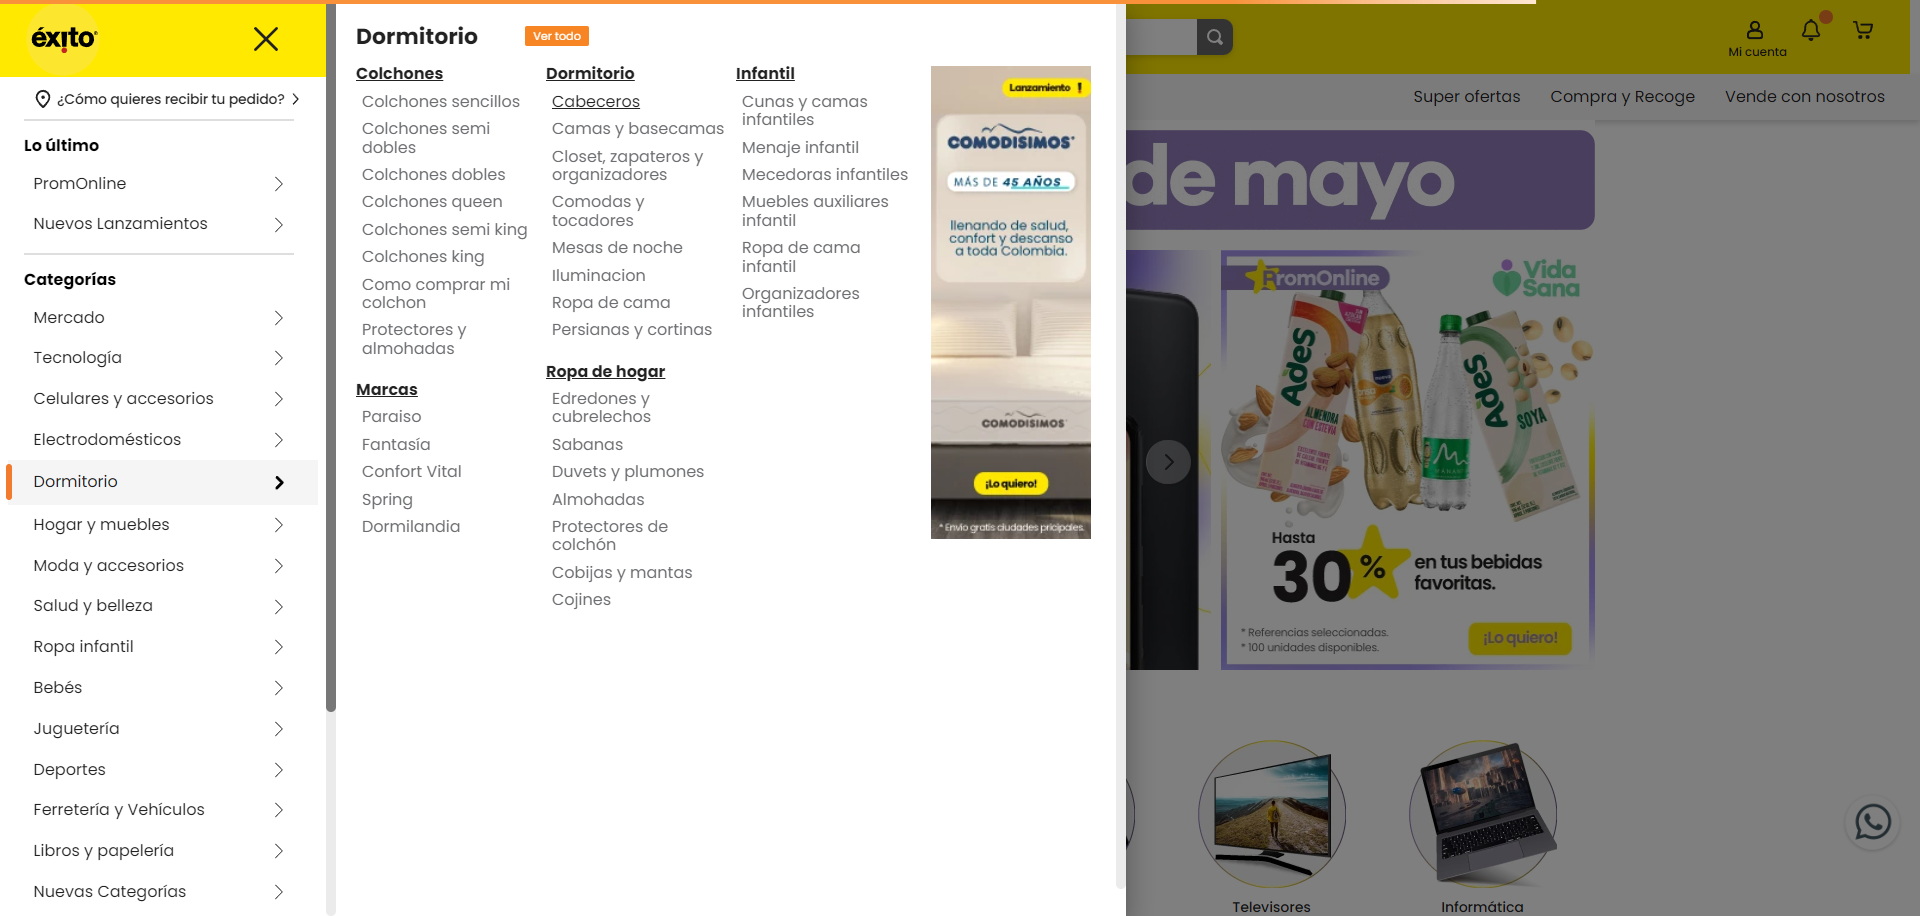 éxito
¿Cómo quieres recibir tu pedido?
Lo último
PromOnline
Nuevos Lanzamientos
Categorías
Mercado
Tecnología
Celulares y accesorios
Electrodomésticos
Dormitorio
Hogar y muebles
Moda y accesorios
Salud y belleza
Ropa infantil
Bebés
Juguetería
Deportes
Ferretería y Vehículos
Libros y papelería
Nuevas Categorías
Dormitorio
Ver todo
Colchones
Colchones sencillos
Colchones semi
dobles
Colchones dobles
Colchones queen
Colchones semi king
Colchones king
Como comprar mi
colchon
Protectores y
almohadas
Marcas
Paraiso
Fantasía
Confort Vital
Spring
Dormilandia
Dormitorio
Cabeceros
Camas y basecamas
Closet, zapateros y
organizadores
Comodas y
tocadores
Mesas de noche
Iluminacion
Ropa de cama
Persianas y cortinas
Ropa de hogar
Edredones y
cubrelechos
Sabanas
Duvets y plumones
Almohadas
Protectores de
colchón
Cobijas y mantas
Cojines
Infantil
Cunas y camas
infantiles
Menaje infantil
Mecedoras infantiles
Muebles auxiliares
infantil
Ropa de cama
infantil
Organizadores
infantiles
Lanzamiento !
COMODISIMOS
MÁS DE 45 AÑOS
llenando de salud,
confort y descanso
a toda Colombia.
COMODISIMOS
¡Lo quiero!
* Envio gratis ciudades pricipales.
Mi cuenta
Super ofertas
Compra y Recoge
Vende con nosotros
de mayo
PromOnline
Vida
Sana
AdeS
ALMENDRA
CON ESTEVIA
AdeS
SOYA
Hasta
30%
en tus bebidas
favoritas.
* Referencias seleccionadas.
* 100 unidades disponibles.
¡Lo quiero!
Televisores
Informática